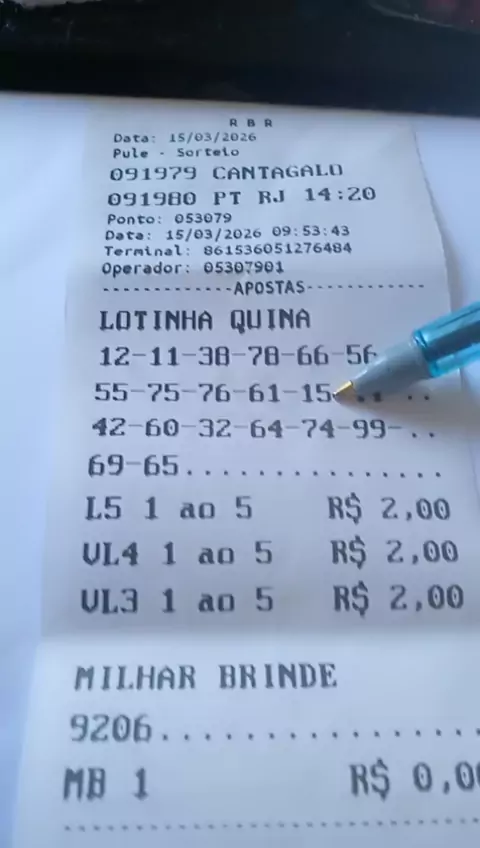 R B R
Data: 15/03/2026
Pule - Sorteio
091979 CANTAGALO
091980 PT RJ 14:20
Ponto: 053079
Data: 15/03/2026 09:53:43
Terminal: 861536051276484
Operador: 05307901
-------------APOSTAS------------
LOTINHA QUINA
12-11-38-78-66-56
55-75-76-61-15
42-60-32-64-74-99-..
69-65...............
L5 1 ao 5 R$ 2,00
VL4 1 ao 5 R$ 2,00
VL3 1 ao 5 R$ 2,00
MILHAR BRINDE
9206................
MB 1 R$ 0,00